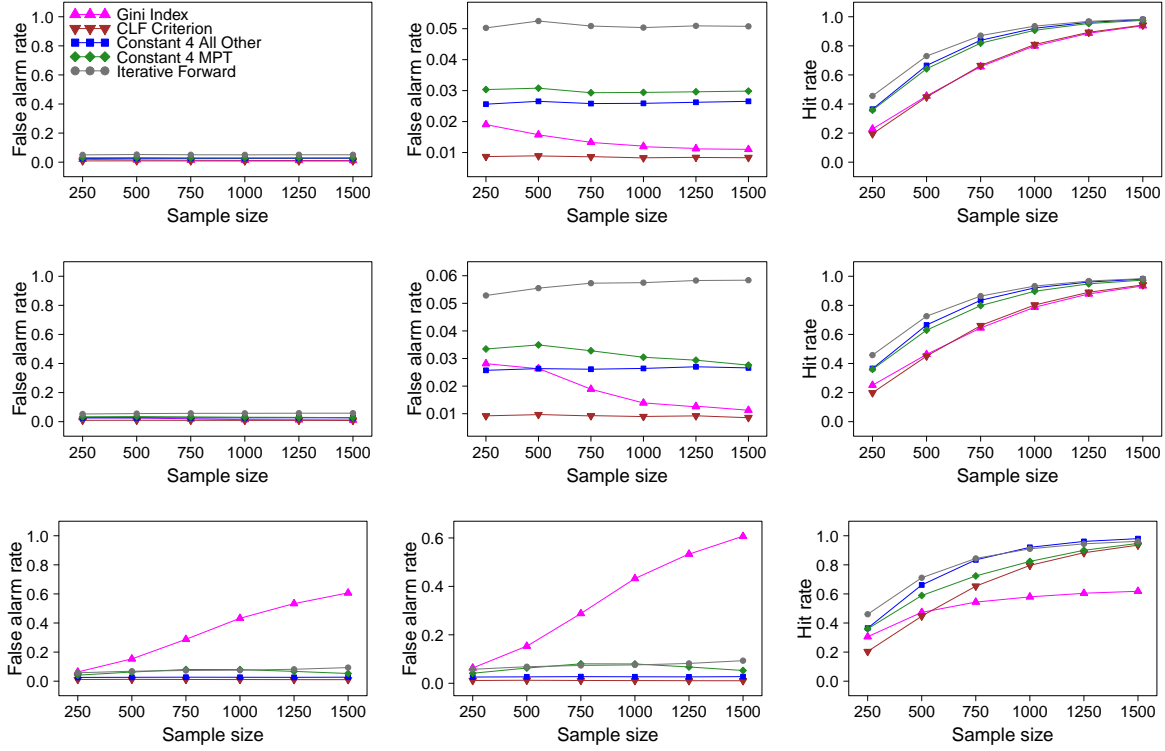 Gini Index
CLF Criterion
Constant 4 All Other
Constant 4 MPT
Iterative Forward
False alarm rate
1.0
0.8
0.6
0.4
0.2
0.0
250 500 750 1000 1250 1500
Sample size
False alarm rate
0.05
0.04
0.03
0.02
0.01
250 500 750 1000 1250 1500
Sample size
Hit rate
1.0
0.8
0.6
0.4
0.2
0.0
250 500 750 1000 1250 1500
Sample size
False alarm rate
1.0
0.8
0.6
0.4
0.2
0.0
250 500 750 1000 1250 1500
Sample size
False alarm rate
0.06
0.05
0.04
0.03
0.02
0.01
250 500 750 1000 1250 1500
Sample size
Hit rate
1.0
0.8
0.6
0.4
0.2
0.0
250 500 750 1000 1250 1500
Sample size
False alarm rate
1.0
0.8
0.6
0.4
0.2
0.0
250 500 750 1000 1250 1500
Sample size
False alarm rate
0.6
0.4
0.2
0.0
250 500 750 1000 1250 1500
Sample size
Hit rate
1.0
0.8
0.6
0.4
0.2
0.0
250 500 750 1000 1250 1500
Sample size